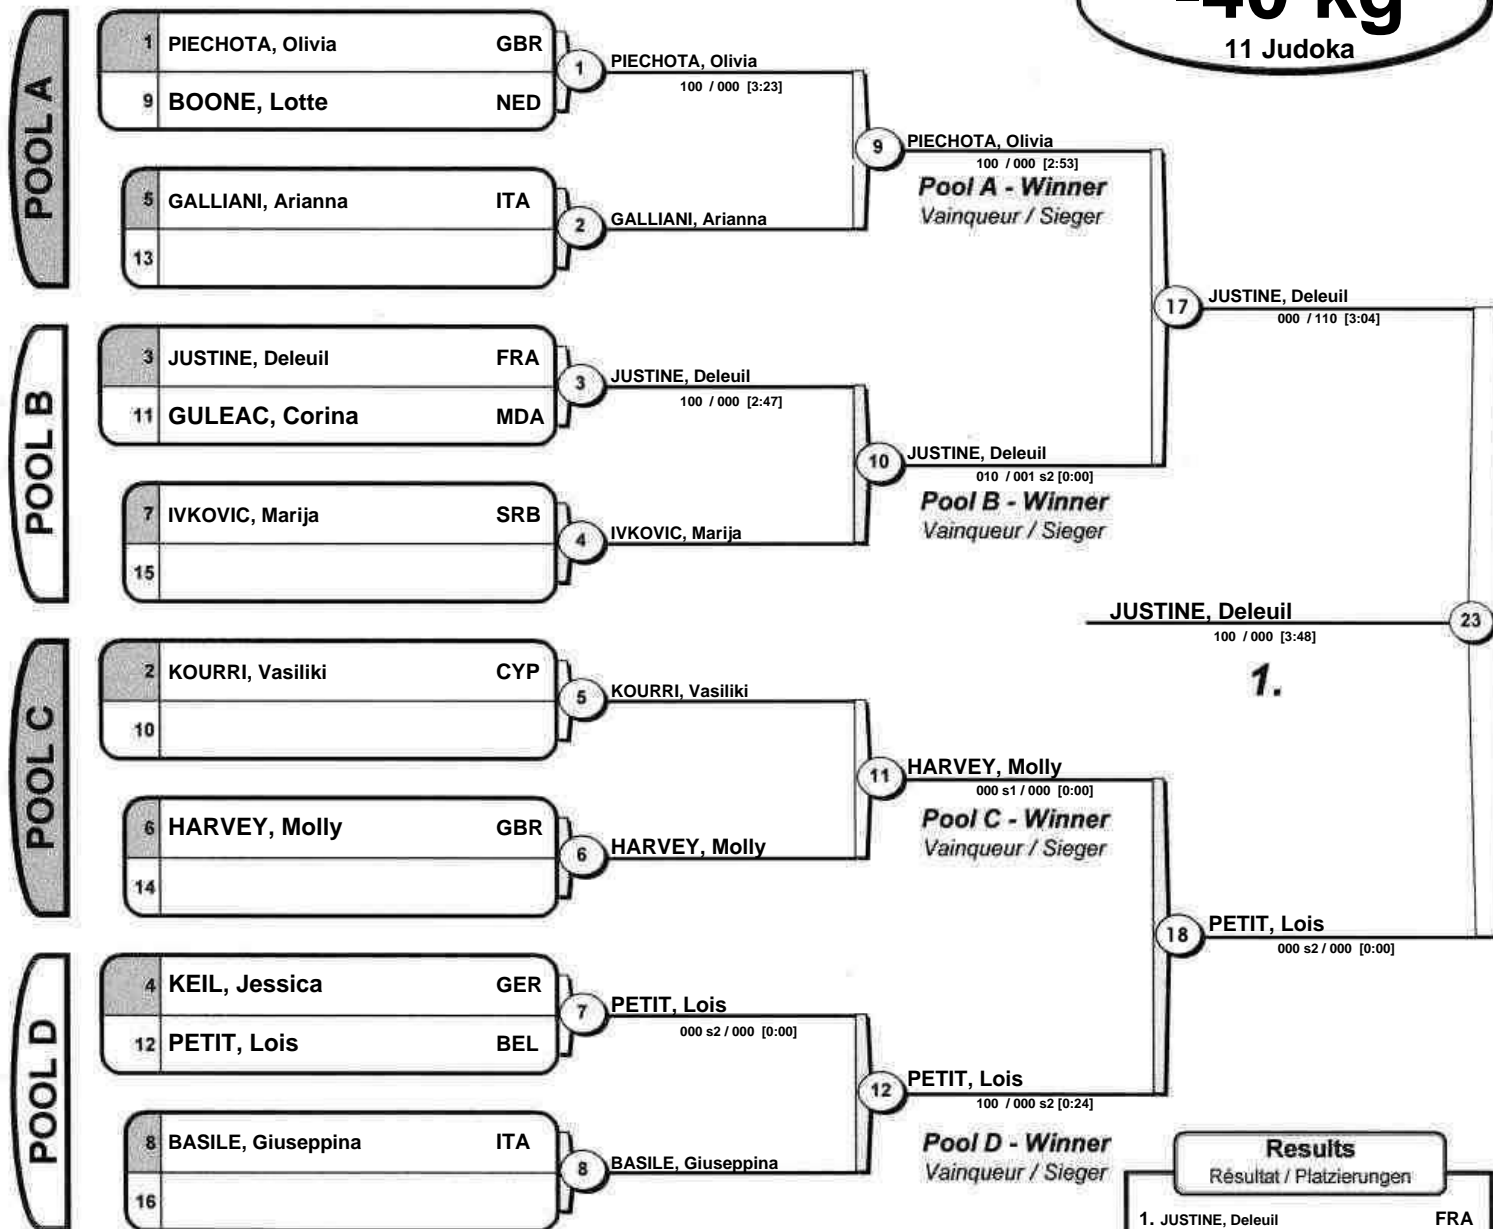 -40 kg
11 Judoka
POOL A
1 PIECHOTA, Olivia GBR
9 BOONE, Lotte NED
5 GALLIANI, Arianna ITA
13
1 PIECHOTA, Olivia
100 / 000 [3:23]
2 GALLIANI, Arianna
9 PIECHOTA, Olivia
100 / 000 [2:53]
Pool A - Winner
Vainqueur / Sieger
POOL B
3 JUSTINE, Deleuil FRA
11 GULEAC, Corina MDA
7 IVKOVIC, Marija SRB
15
3 JUSTINE, Deleuil
100 / 000 [2:47]
4 IVKOVIC, Marija
10 JUSTINE, Deleuil
010 / 001 s2 [0:00]
Pool B - Winner
Vainqueur / Sieger
17 JUSTINE, Deleuil
000 / 110 [3:04]
JUSTINE, Deleuil 23
100 / 000 [3:48]
1.
POOL C
2 KOURRI, Vasiliki CYP
10
6 HARVEY, Molly GBR
14
5 KOURRI, Vasiliki
6 HARVEY, Molly
11 HARVEY, Molly
000 s1 / 000 [0:00]
Pool C - Winner
Vainqueur / Sieger
POOL D
4 KEIL, Jessica GER
12 PETIT, Lois BEL
8 BASILE, Giuseppina ITA
16
7 PETIT, Lois
000 s2 / 000 [0:00]
8 BASILE, Giuseppina
12 PETIT, Lois
100 / 000 s2 [0:24]
Pool D - Winner
Vainqueur / Sieger
18 PETIT, Lois
000 s2 / 000 [0:00]
Results
Résultat / Platzierungen
1. JUSTINE, Deleuil FRA